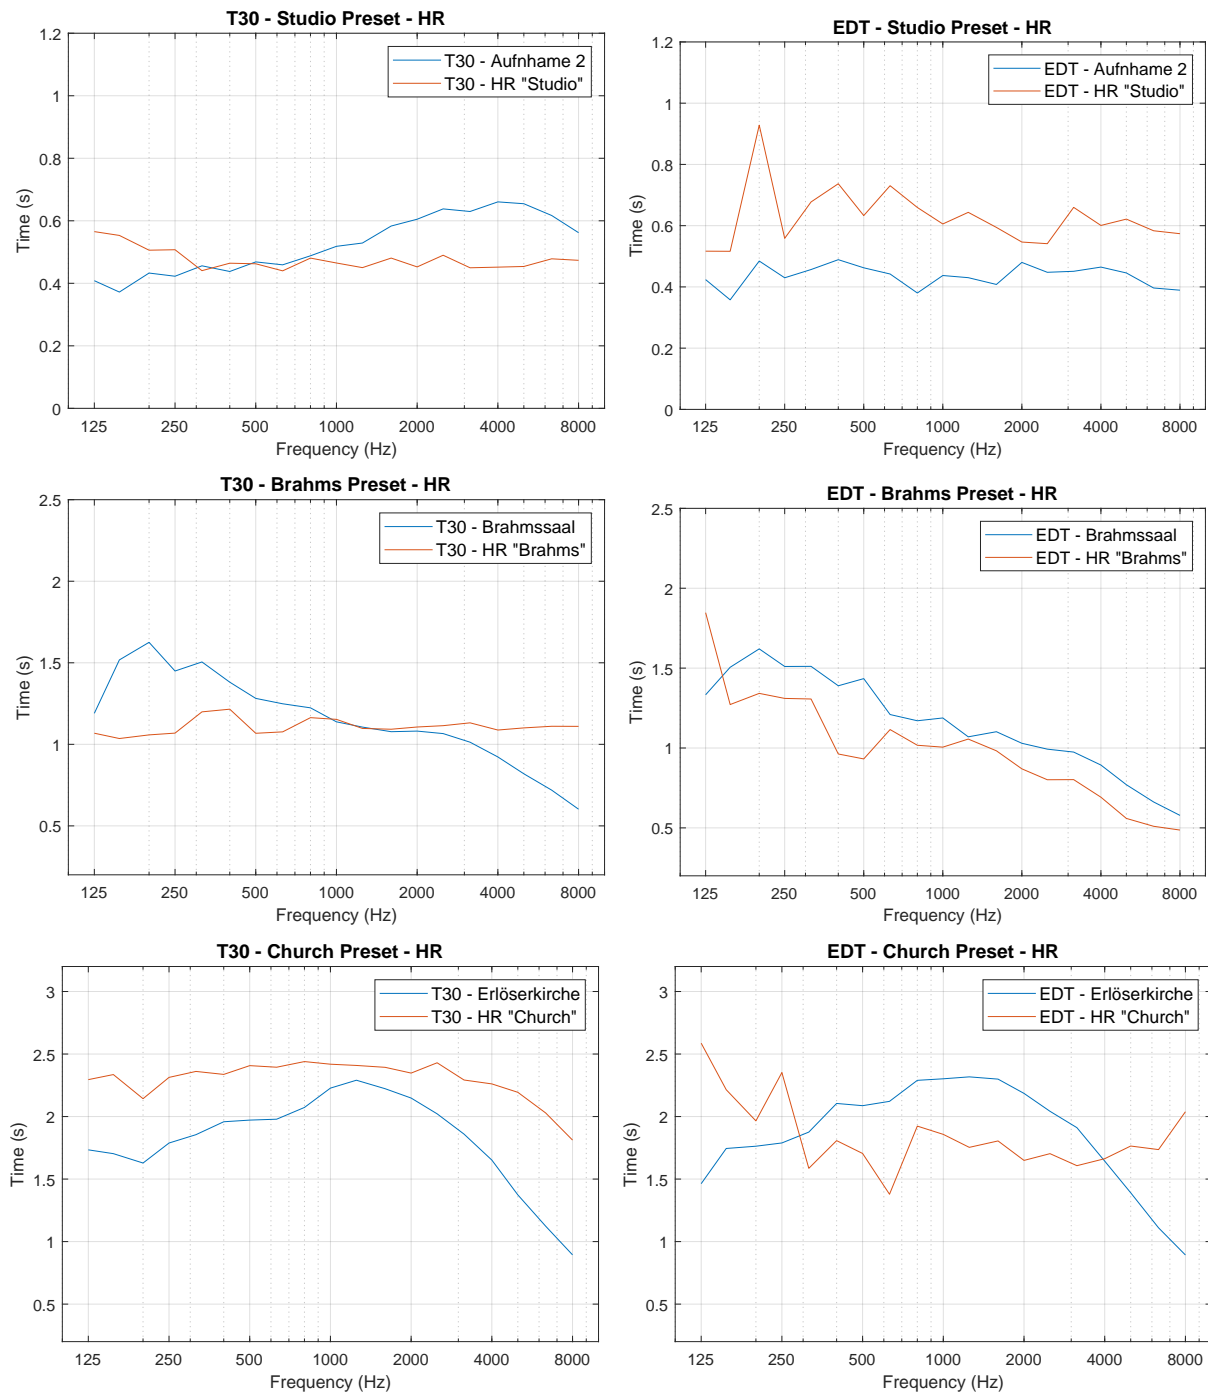 T30 - Studio Preset - HR
1.2
1
0.8
0.6
0.4
0.2
0
Time (s)
T30 - Aufnhame 2
T30 - HR "Studio"
125 250 500 1000 2000 4000 8000
Frequency (Hz)
EDT - Studio Preset - HR
1.2
1
0.8
0.6
0.4
0.2
0
Time (s)
EDT - Aufnhame 2
EDT - HR "Studio"
125 250 500 1000 2000 4000 8000
Frequency (Hz)
T30 - Brahms Preset - HR
2.5
2
1.5
1
0.5
Time (s)
T30 - Brahmssaal
T30 - HR "Brahms"
125 250 500 1000 2000 4000 8000
Frequency (Hz)
EDT - Brahms Preset - HR
2.5
2
1.5
1
0.5
Time (s)
EDT - Brahmssaal
EDT - HR "Brahms"
125 250 500 1000 2000 4000 8000
Frequency (Hz)
T30 - Church Preset - HR
3
2.5
2
1.5
1
0.5
Time (s)
T30 - Erlöserkirche
T30 - HR "Church"
125 250 500 1000 2000 4000 8000
Frequency (Hz)
EDT - Church Preset - HR
3
2.5
2
1.5
1
0.5
Time (s)
EDT - Erlöserkirche
EDT - HR "Church"
125 250 500 1000 2000 4000 8000
Frequency (Hz)